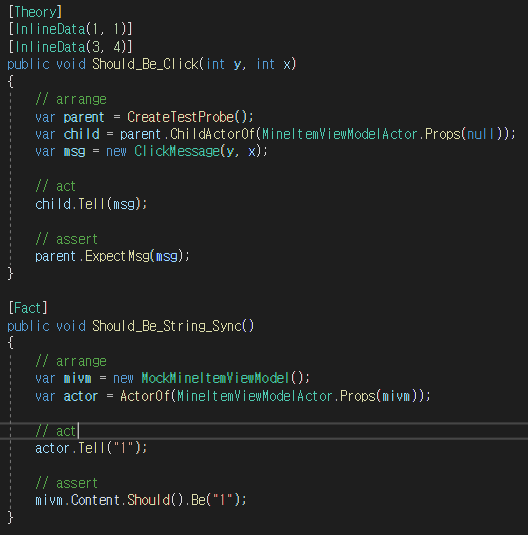 [Theory]
[InlineData(1, 1)]
[InlineData(3, 4)]
public void Should_Be_Click(int y, int x)
{
// arrange
var parent = CreateTestProbe();
var child = parent.ChildActorOf(MineItemViewModelActor.Props(null));
var msg = new ClickMessage(y, x);
// act
child.Tell(msg);
// assert
parent.ExpectMsg(msg);
}
[Fact]
public void Should_Be_String_Sync()
{
// arrange
var mivm = new MockMineItemViewModel();
var actor = ActorOf(MineItemViewModelActor.Props(mivm));
// act
actor.Tell("1");
// assert
mivm.Content.Should().Be("1");
}